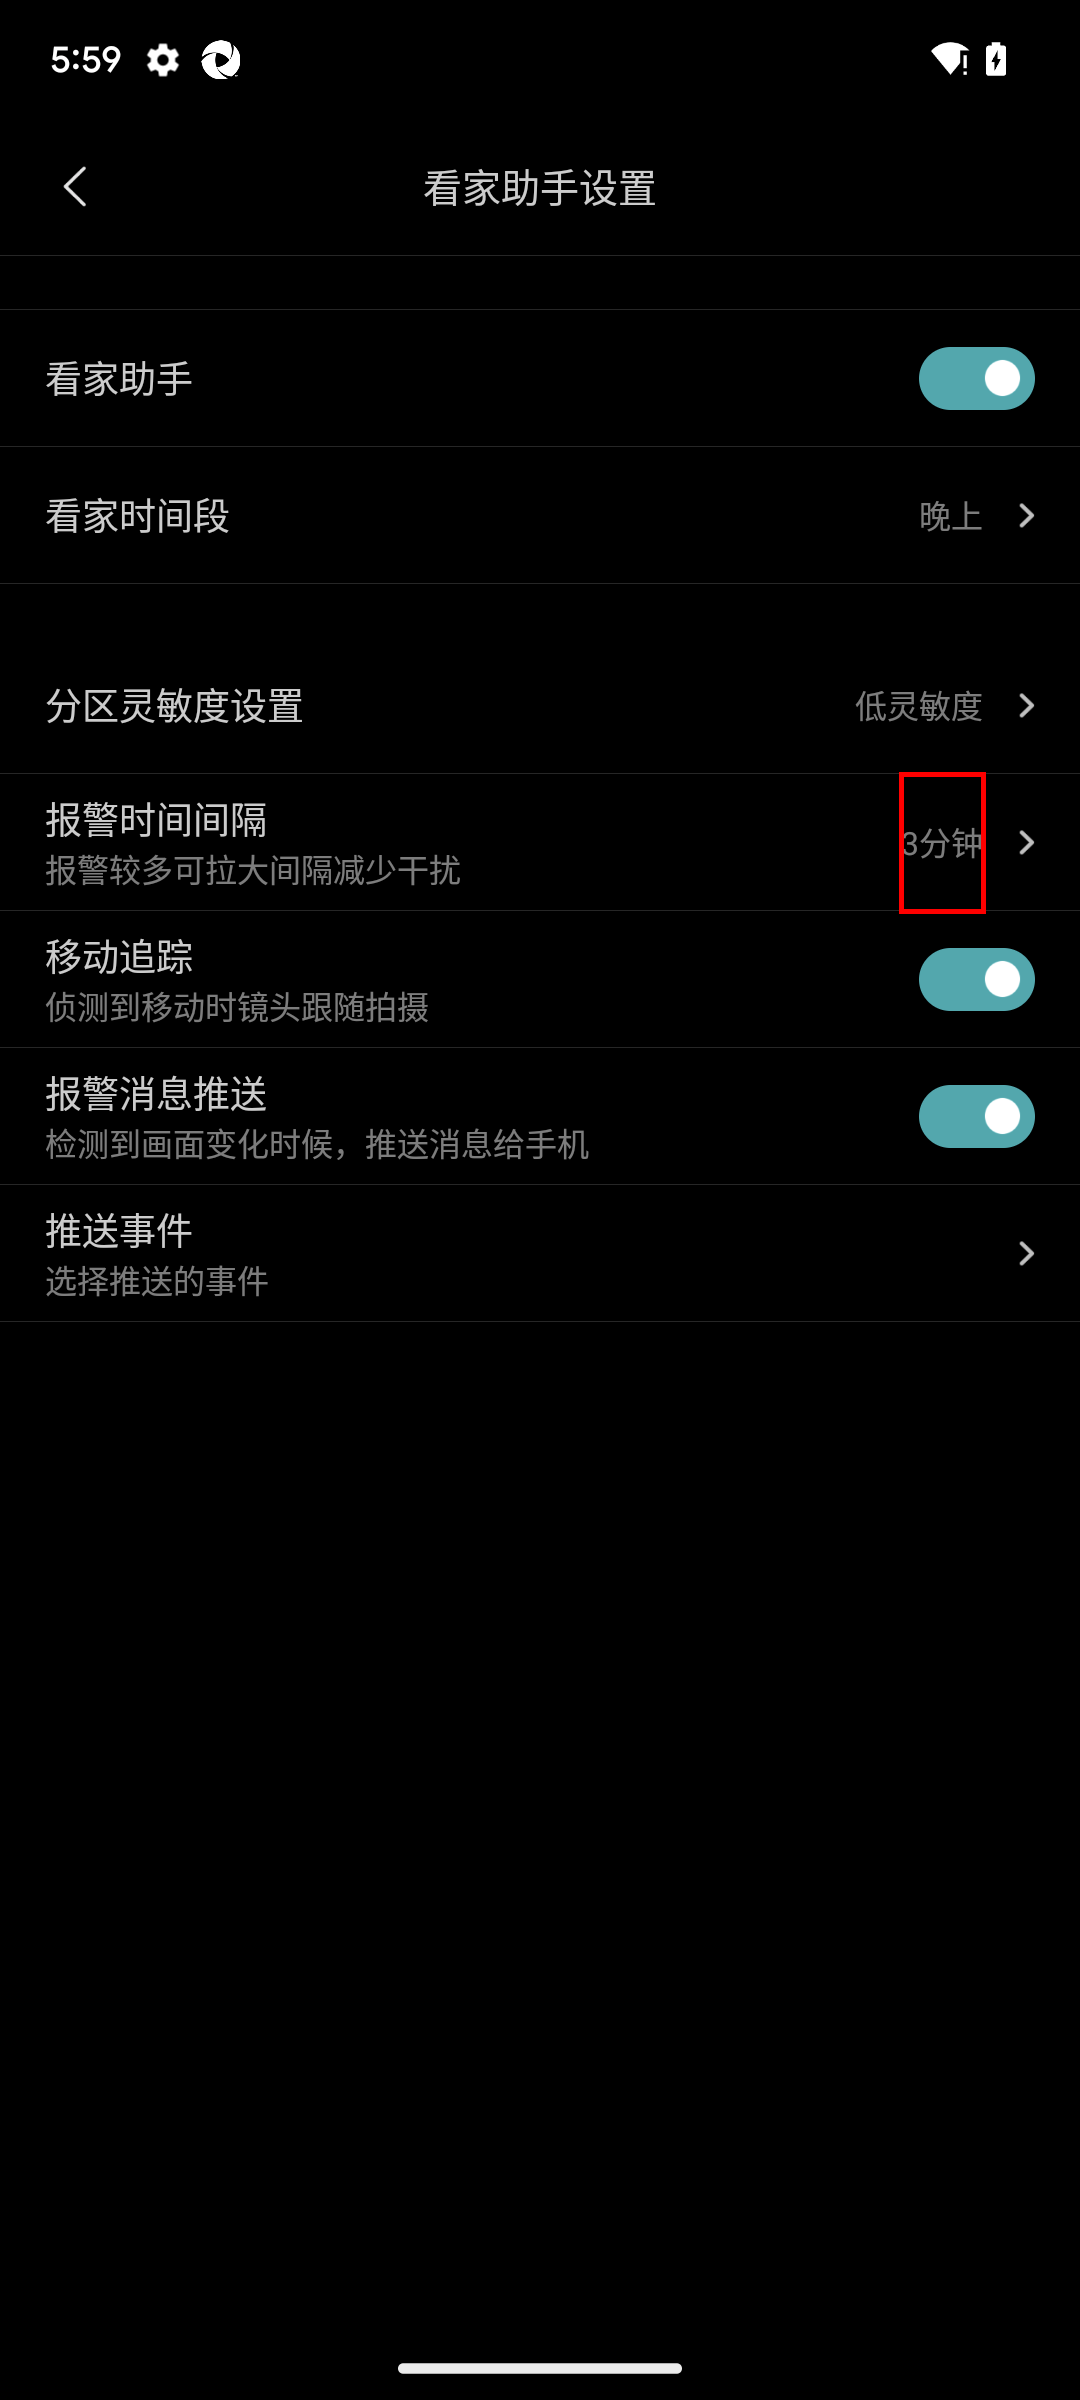 5:59
看家助手设置
看家助手
看家时间段
晚上
分区灵敏度设置
低灵敏度
报警时间间隔
报警较多可拉大间隔减少干扰
3分钟
移动追踪
侦测到移动时镜头跟随拍摄
报警消息推送
检测到画面变化时候，推送消息给手机
推送事件
选择推送的事件